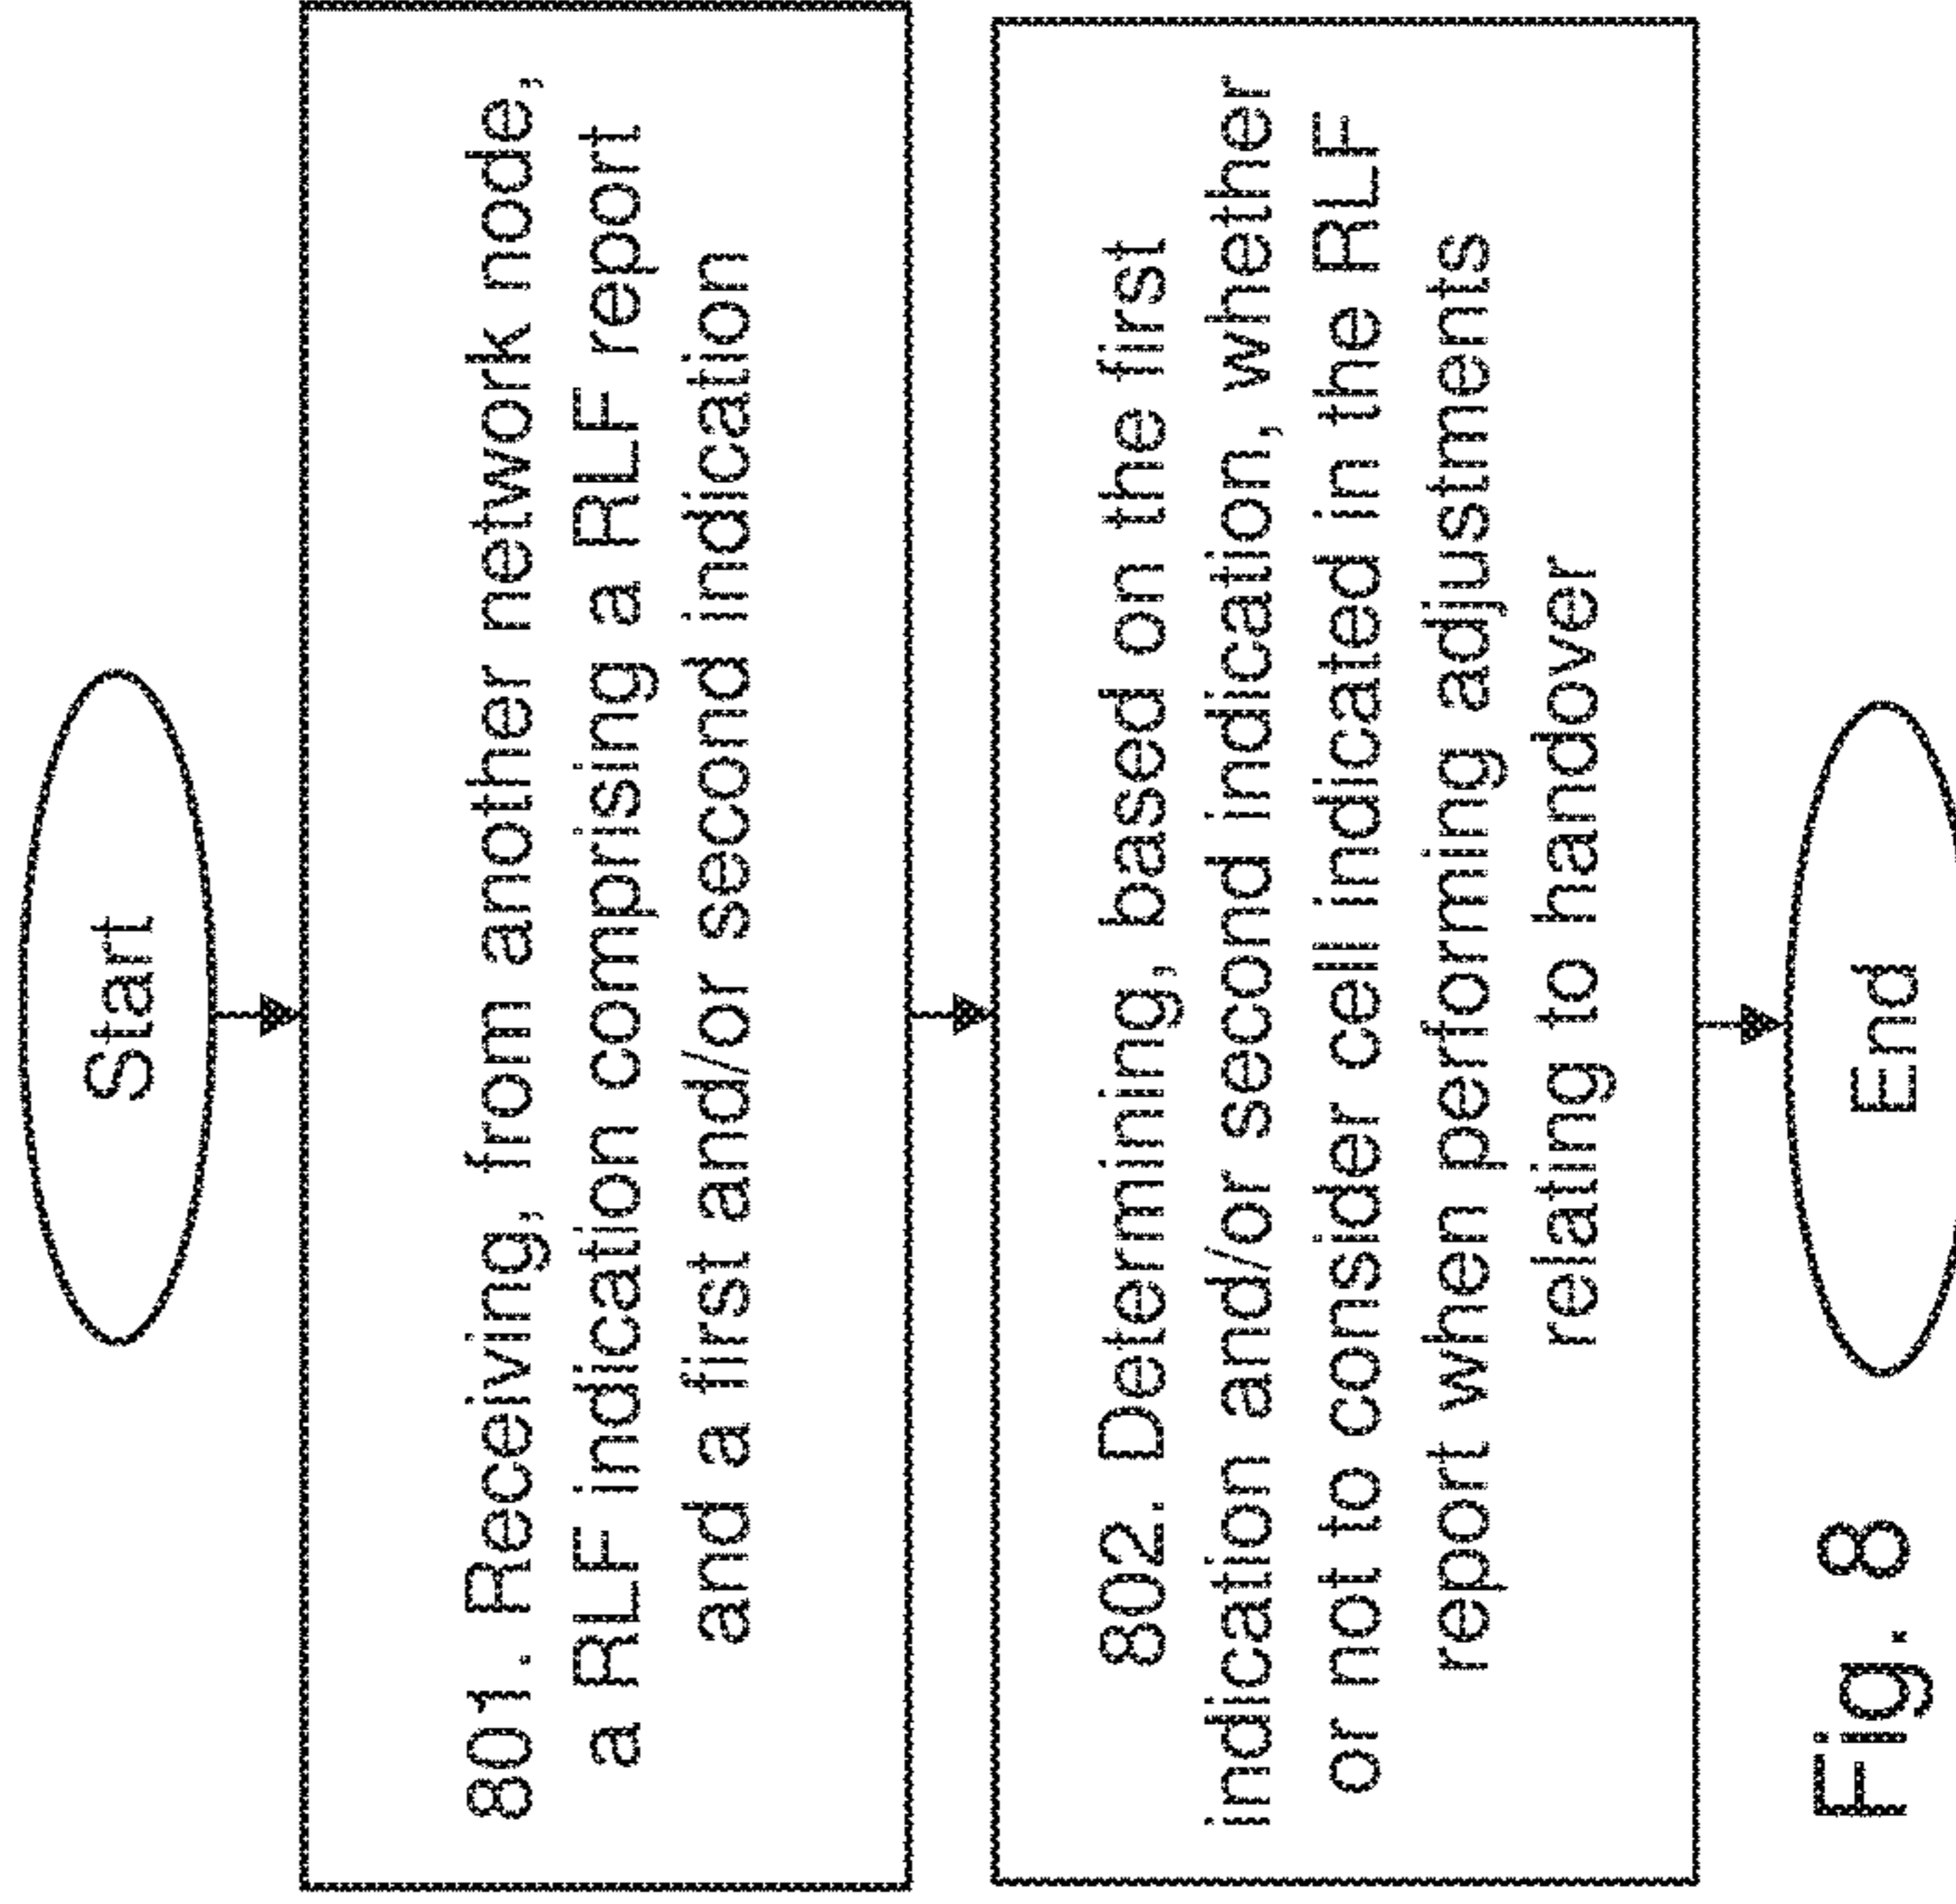 Start
801. Receiving, from another network node,
a RLF indication comprising a RLF report
and a first and/or second indication
802. Determining, based on the first
indication and/or second indication, whether
or not to consider cell indicated in the RLF
report when performing adjustments
relating to handover
End
Fig. 8